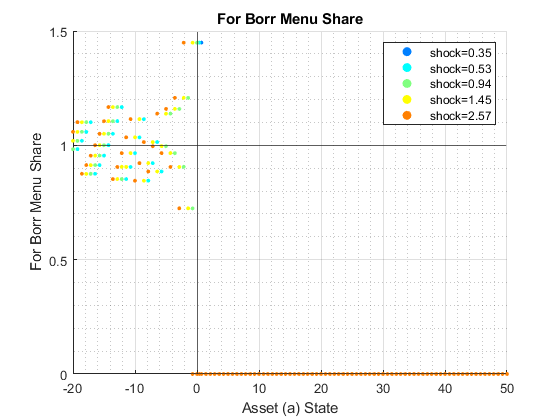 For Borr Menu Share
1.5
shock=0.35
shock=0.53
shock=0.94
shock=1.45
shock=2.57
For Borr Menu Share
1
0.5
0
-20 -10 0 10 20 30 40 50
Asset (a) State